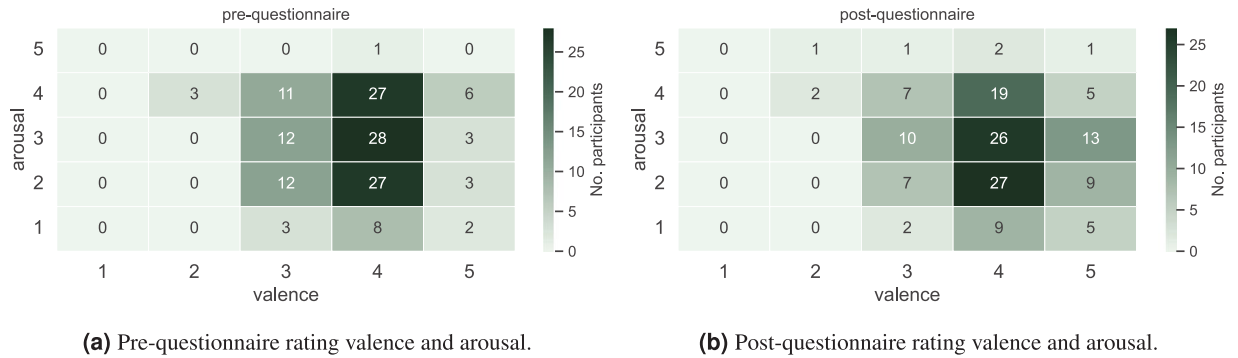 pre-questionnaire
5 0 0 0 1 0
4 0 3 11 27 6
3 0 0 12 28 3
2 0 0 12 27 3
1 0 0 3 8 2
1 2 3 4 5
valence
arousal
25
20
15
10
5
0
No. participants
(a) Pre-questionnaire rating valence and arousal.
post-questionnaire
5 0 1 1 2 1
4 0 2 7 19 5
3 0 0 10 26 13
2 0 0 7 27 9
1 0 0 2 9 5
1 2 3 4 5
valence
arousal
25
20
15
10
5
0
No. participants
(b) Post-questionnaire rating valence and arousal.